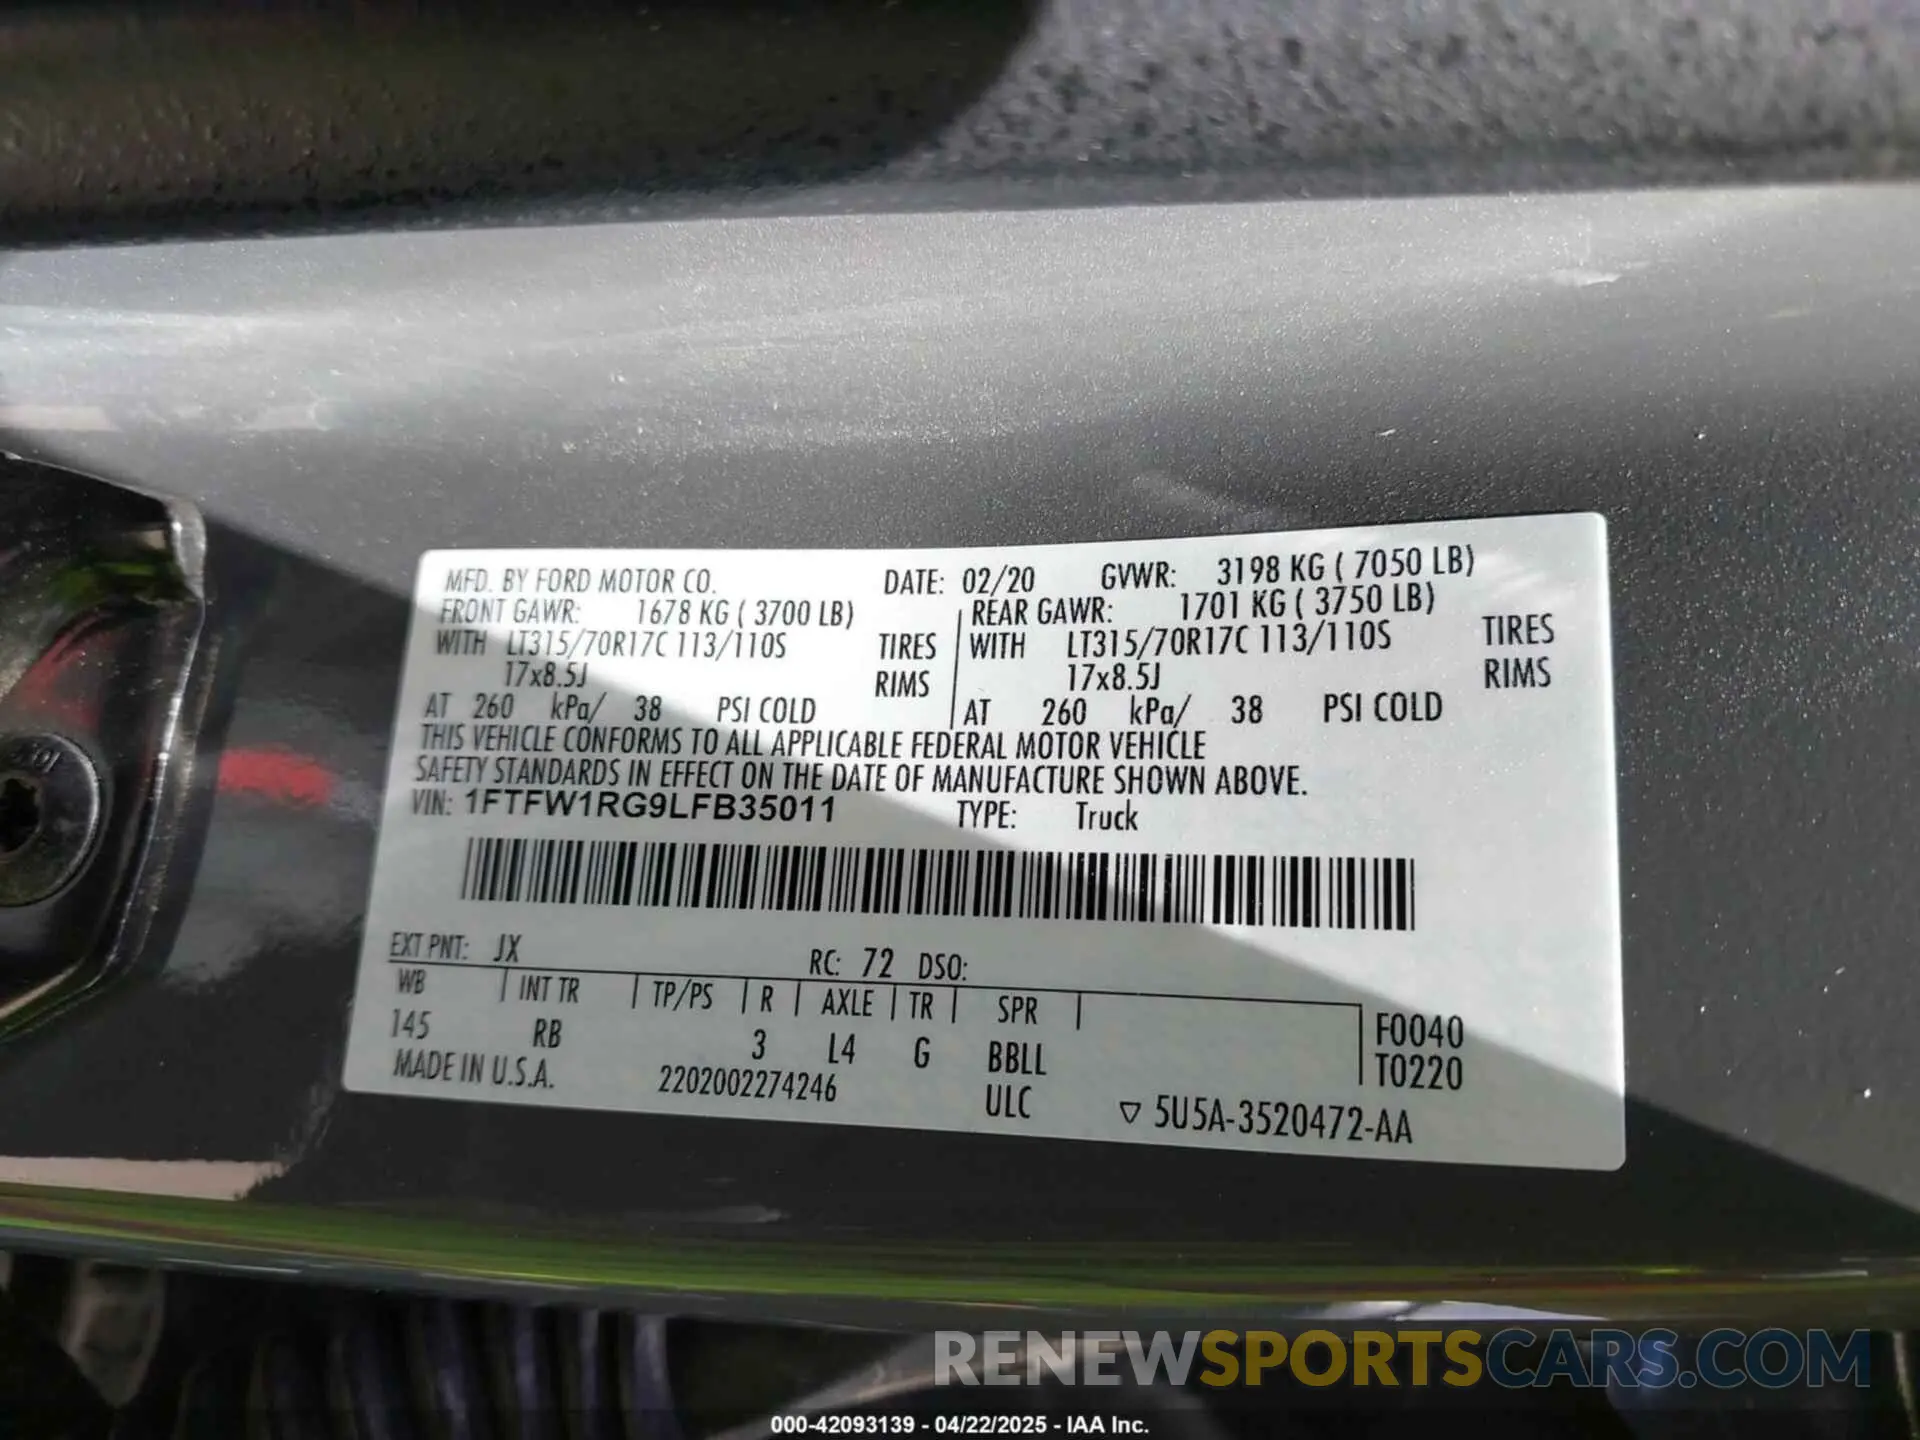 MFD. BY FORD MOTOR CO. DATE: 02/20 GVWR: 3198 KG ( 7050 LB)
FRONT GAWR: 1678 KG ( 3700 LB) REAR GAWR: 1701 KG ( 3750 LB)
WITH LT315/70R17C 113/110S TIRES WITH LT315/70R17C 113/110S TIRES
17x8.5J RIMS 17x8.5J RIMS
AT 260 kPa/ 38 PSI COLD AT 260 kPa/ 38 PSI COLD
THIS VEHICLE CONFORMS TO ALL APPLICABLE FEDERAL MOTOR VEHICLE
SAFETY STANDARDS IN EFFECT ON THE DATE OF MANUFACTURE SHOWN ABOVE.
VIN: 1FTFW1RG9LFB35011 TYPE: Truck
EXT PNT: JX RC: 72 DSO:
WB INT TR TP/PS R AXLE TR SPR
145 RB 3 L4 G BBLL F0040
T0220
MADE IN U.S.A. 2202002274246 ULC ▽ 5U5A-3520472-AA
RENEWSPORTSCARS.COM
000-42093139 - 04/22/2025 - IAA Inc.